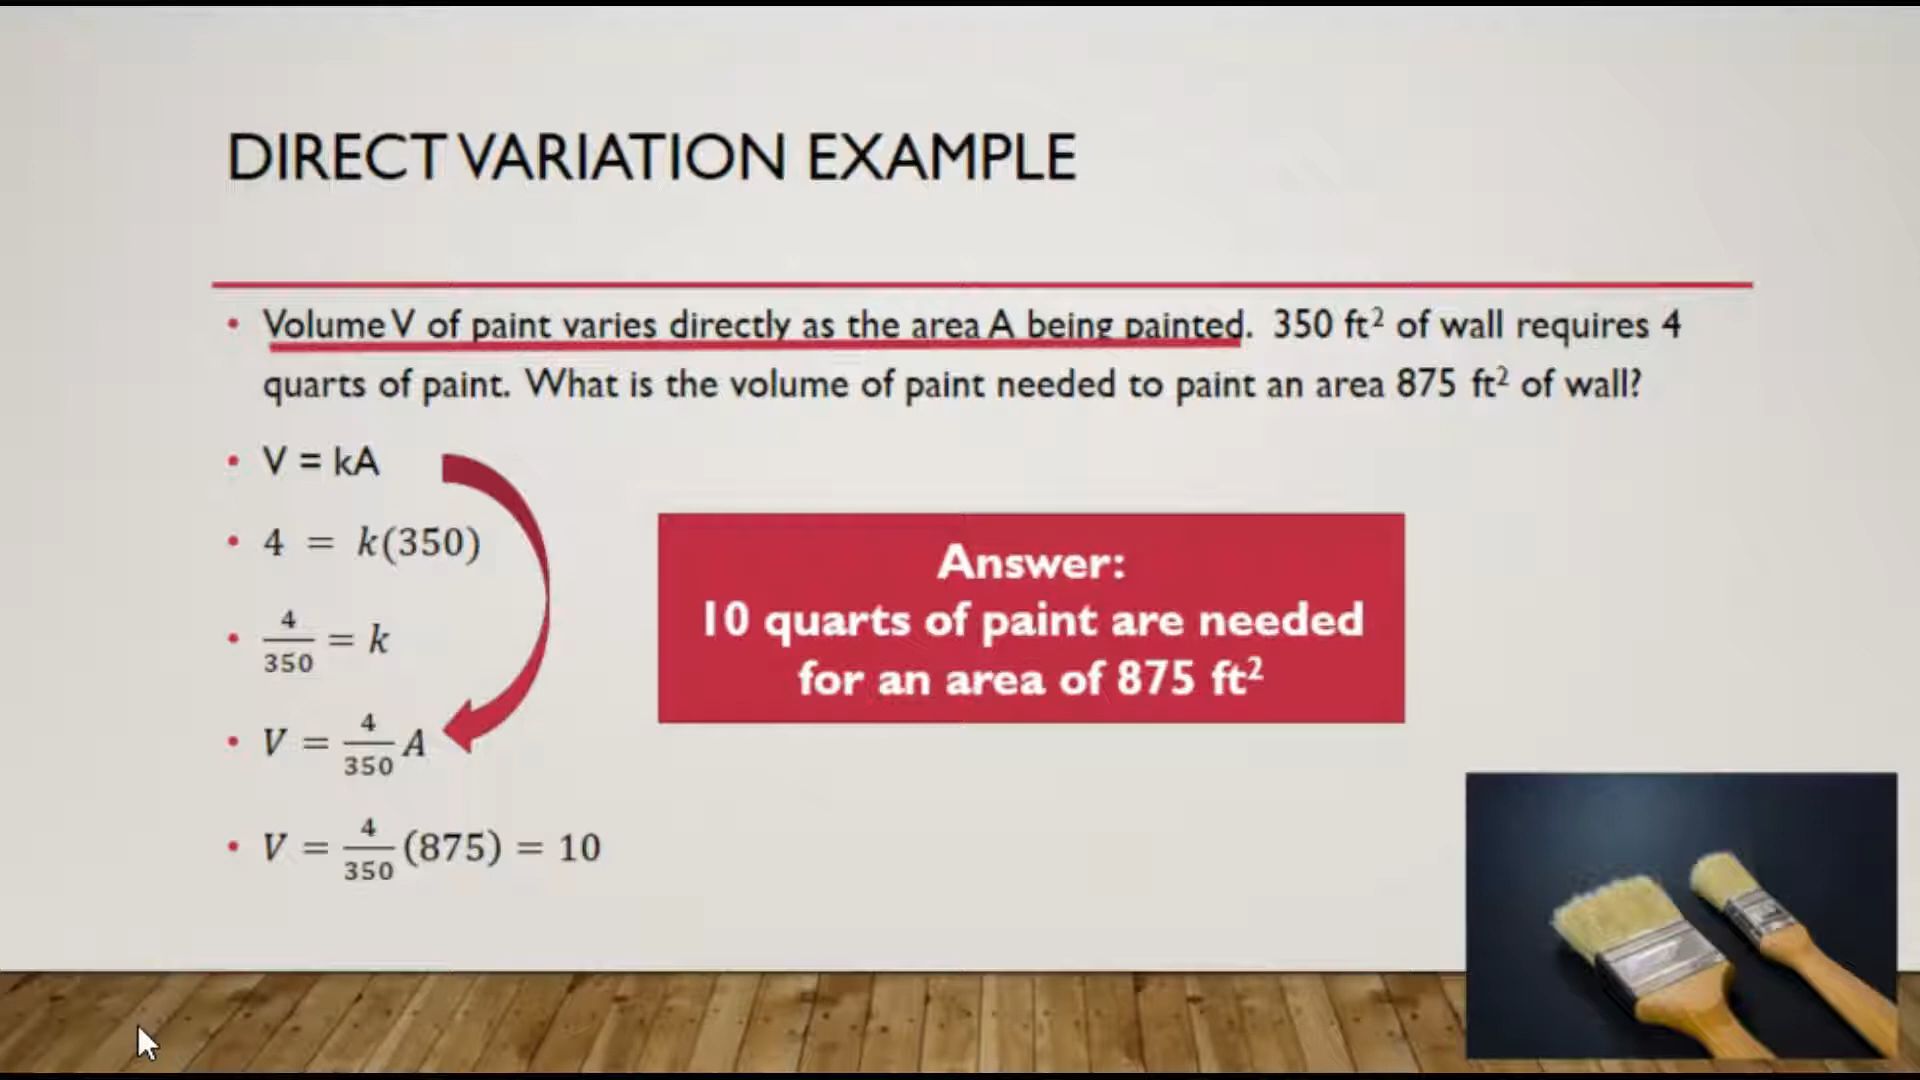 DIRECT VARIATION EXAMPLE
• Volume V of paint varies directly as the area A being painted. 350 ft² of wall requires 4
quarts of paint. What is the volume of paint needed to paint an area 875 ft² of wall?
• V = kA
• 4 = k(350)
• 4/350 = k
• V = 4/350 A
• V = 4/350 (875) = 10
Answer:
10 quarts of paint are needed
for an area of 875 ft²